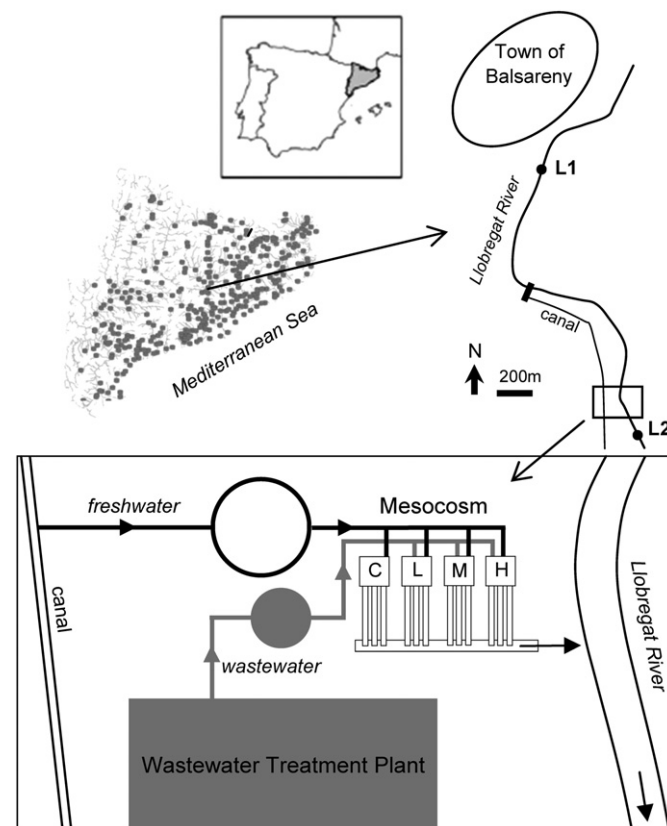 Town of
Balsareny
L1
Llobregat River
canal
Mediterranean Sea
N
200m
L2
freshwater
Mesocosm
C L M H
canal
wastewater
Llobregat River
Wastewater Treatment Plant